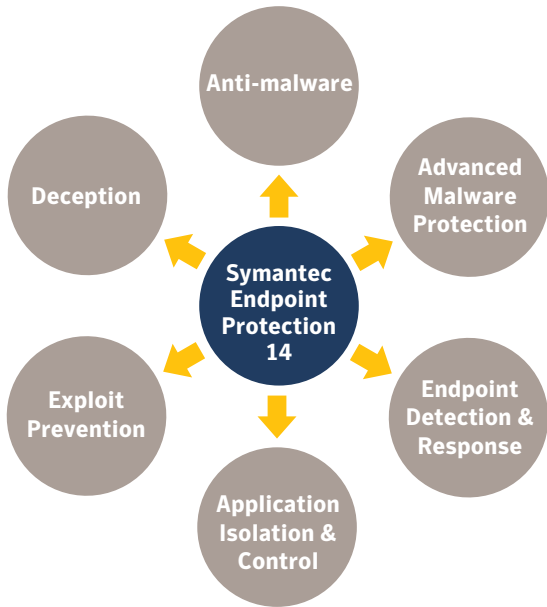 Anti-malware
Advanced
Malware
Protection
Deception
Symantec
Endpoint
Protection
14
Exploit
Prevention
Endpoint
Detection &
Response
Application
Isolation &
Control